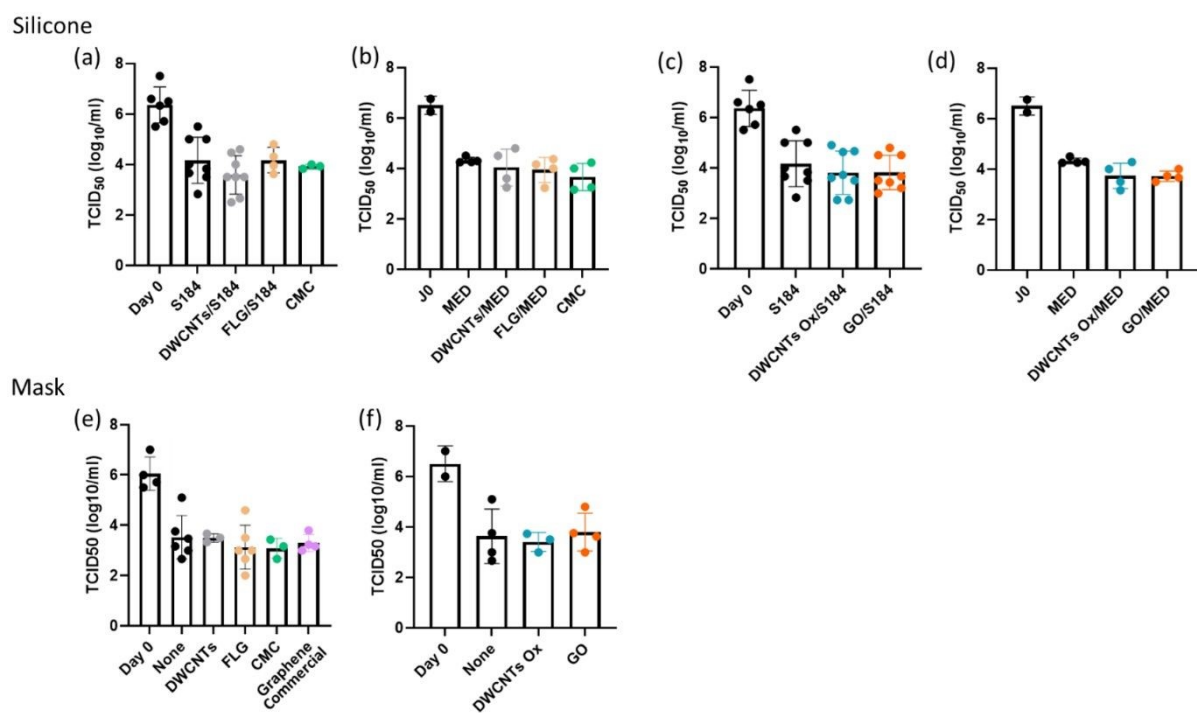 Silicone
(a)
TCID50 (log10/ml)
8
6
4
2
0
Day 0
S184
DWCNTs/S184
FLG/S184
CMC
(b)
TCID50 (log10/ml)
8
6
4
2
0
J0
MED
DWCNTs/MED
FLG/MED
CMC
(c)
TCID50 (log10/ml)
8
6
4
2
0
Day 0
S184
DWCNTs Ox/S184
GO/S184
(d)
TCID50 (log10/ml)
8
6
4
2
0
J0
MED
DWCNTs Ox/MED
GO/MED
Mask
(e)
TCID50 (log10/ml)
8
6
4
2
0
Day 0
None
DWCNTs
FLG
CMC
Graphene
Commercial
(f)
TCID50 (log10/ml)
8
6
4
2
0
Day 0
None
DWCNTs Ox
GO